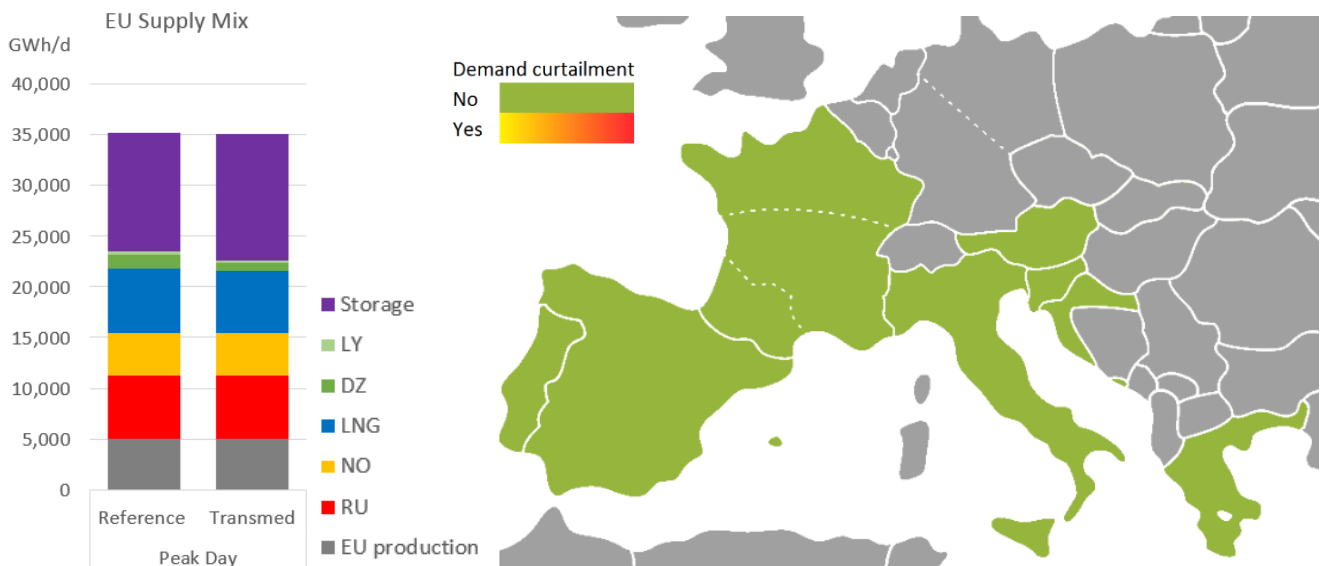 EU Supply Mix
GWh/d
40,000
35,000
30,000
25,000
20,000
15,000
10,000
5,000
0
Reference Transmed
Peak Day
Storage
LY
DZ
LNG
NO
RU
EU production
Demand curtailment
No
Yes